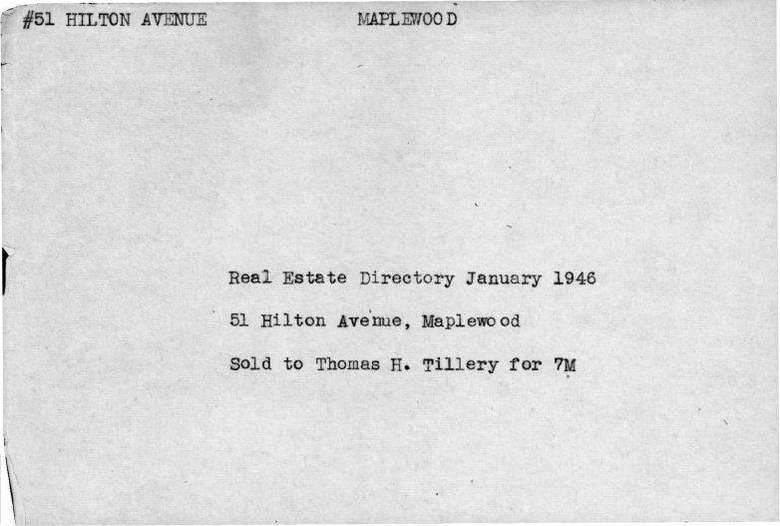 #51 HILTON AVENUE MAPLEWOOD
Real Estate Directory January 1946
51 Hilton Avenue, Maplewood
Sold to Thomas H. Tillery for 7M